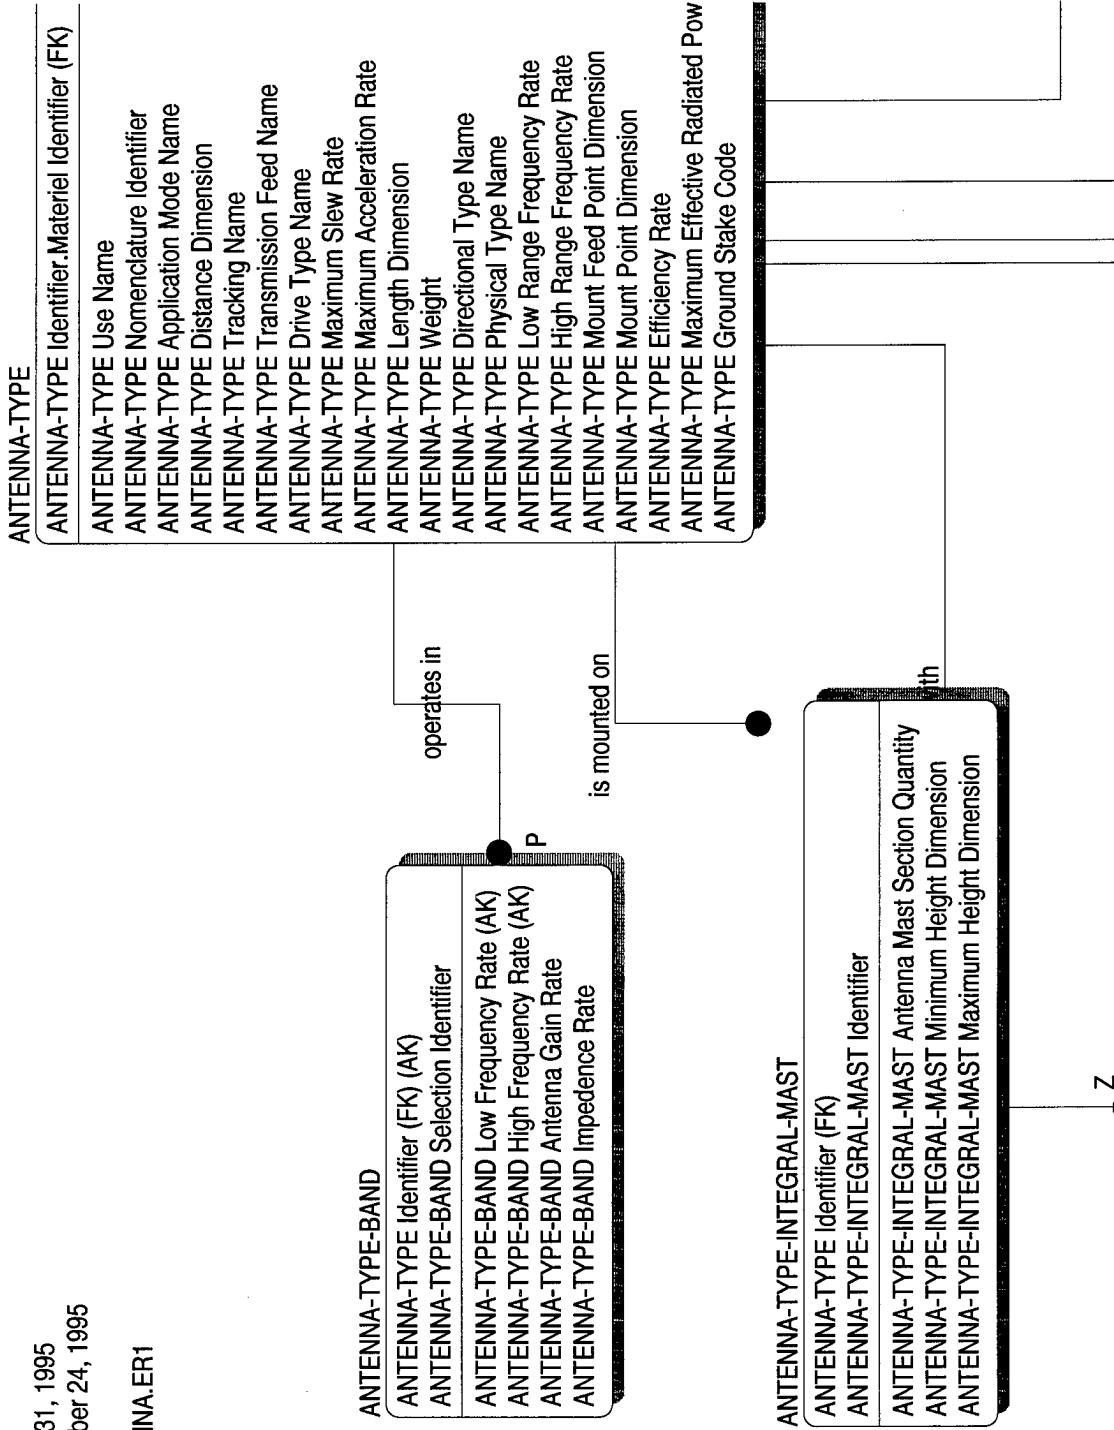 31, 1995
ber 24, 1995
NNA.ER1
ANTENNA-TYPE
ANTENNA-TYPE Identifier.Materiel Identifier (FK)
ANTENNA-TYPE Use Name
ANTENNA-TYPE Nomenclature Identifier
ANTENNA-TYPE Application Mode Name
ANTENNA-TYPE Distance Dimension
ANTENNA-TYPE Tracking Name
ANTENNA-TYPE Transmission Feed Name
ANTENNA-TYPE Drive Type Name
ANTENNA-TYPE Maximum Slew Rate
ANTENNA-TYPE Maximum Acceleration Rate
ANTENNA-TYPE Length Dimension
ANTENNA-TYPE Weight
ANTENNA-TYPE Directional Type Name
ANTENNA-TYPE Physical Type Name
ANTENNA-TYPE Low Range Frequency Rate
ANTENNA-TYPE High Range Frequency Rate
ANTENNA-TYPE Mount Feed Point Dimension
ANTENNA-TYPE Mount Point Dimension
ANTENNA-TYPE Efficiency Rate
ANTENNA-TYPE Maximum Effective Radiated Pow
ANTENNA-TYPE Ground Stake Code
operates in
P
is mounted on
ANTENNA-TYPE-BAND
ANTENNA-TYPE Identifier (FK) (AK)
ANTENNA-TYPE-BAND Selection Identifier
ANTENNA-TYPE-BAND Low Frequency Rate (AK)
ANTENNA-TYPE-BAND High Frequency Rate (AK)
ANTENNA-TYPE-BAND Antenna Gain Rate
ANTENNA-TYPE-BAND Impedence Rate
ANTENNA-TYPE-INTEGRAL-MAST
ANTENNA-TYPE Identifier (FK)
ANTENNA-TYPE-INTEGRAL-MAST Identifier
ANTENNA-TYPE-INTEGRAL-MAST Antenna Mast Section Quantity
ANTENNA-TYPE-INTEGRAL-MAST Minimum Height Dimension
ANTENNA-TYPE-INTEGRAL-MAST Maximum Height Dimension
Z